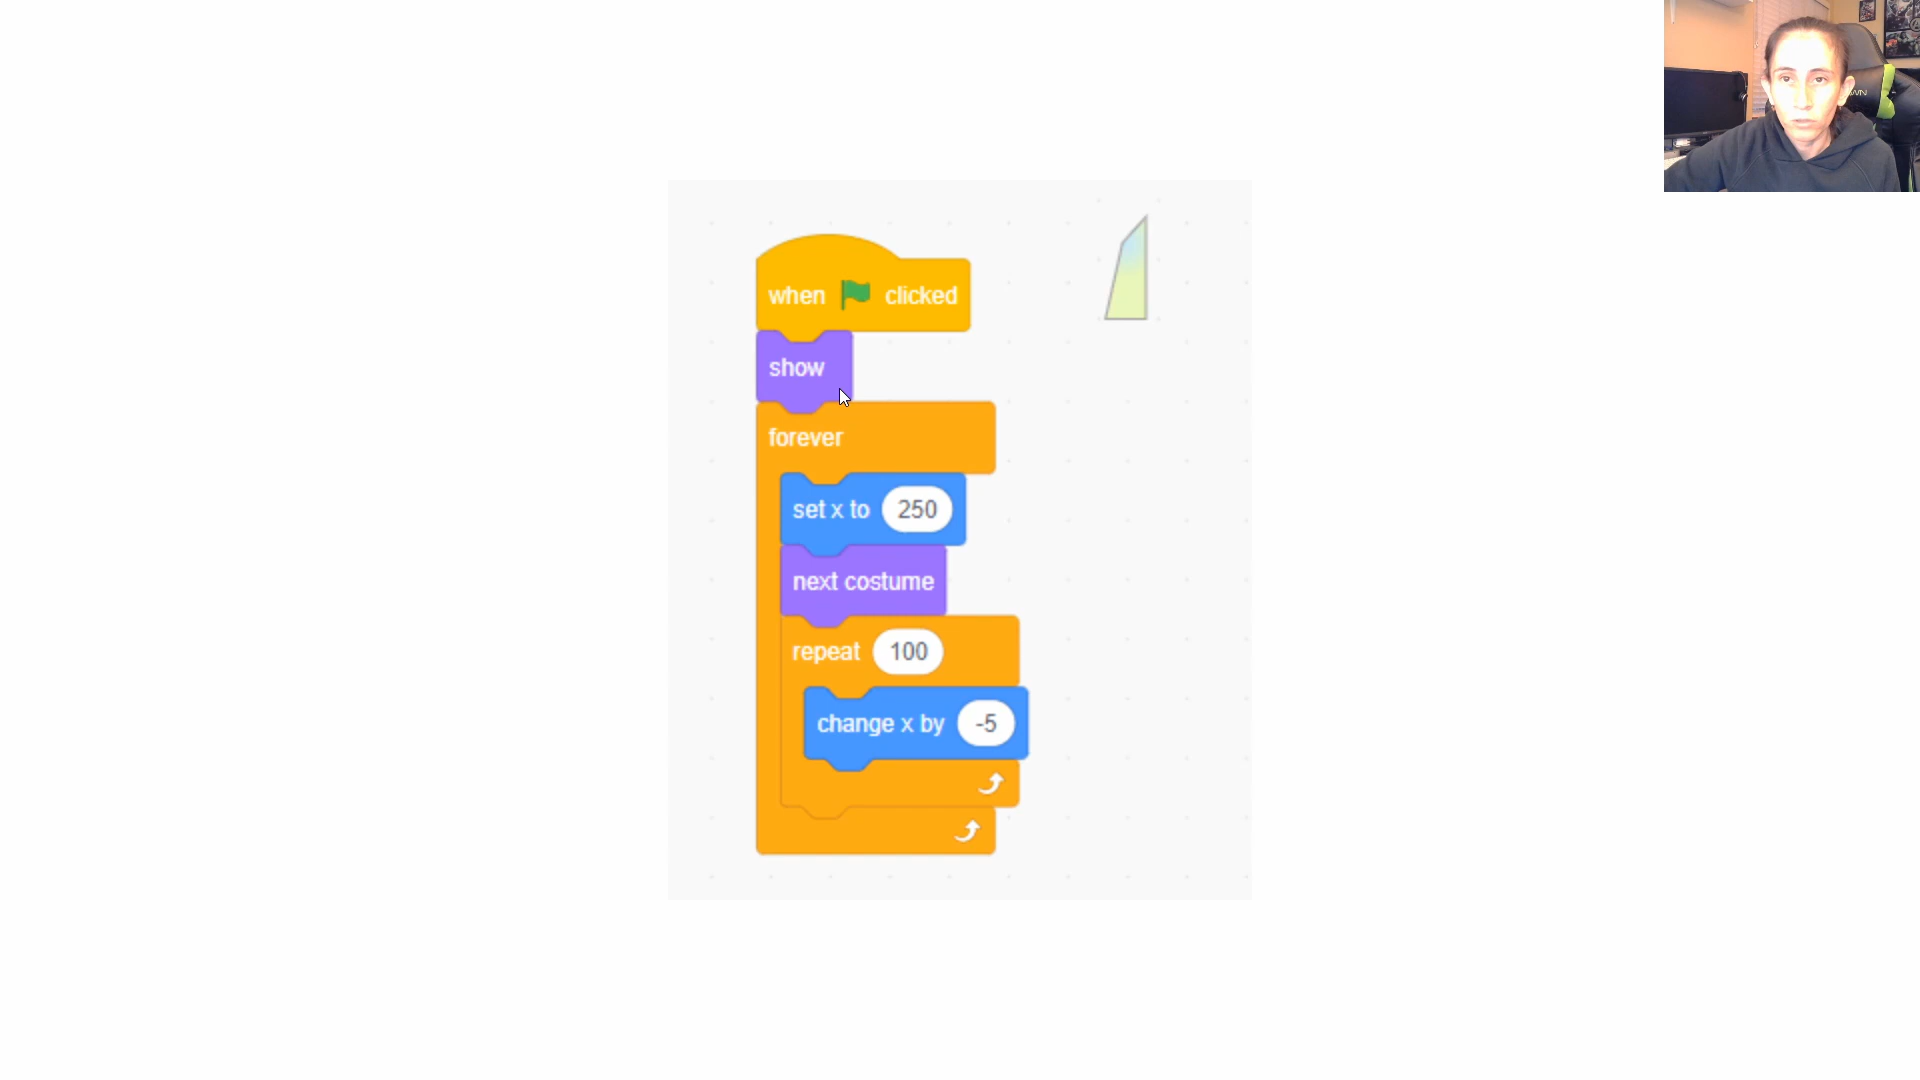 when clicked
show
forever
set x to 250
next costume
repeat 100
change x by -5